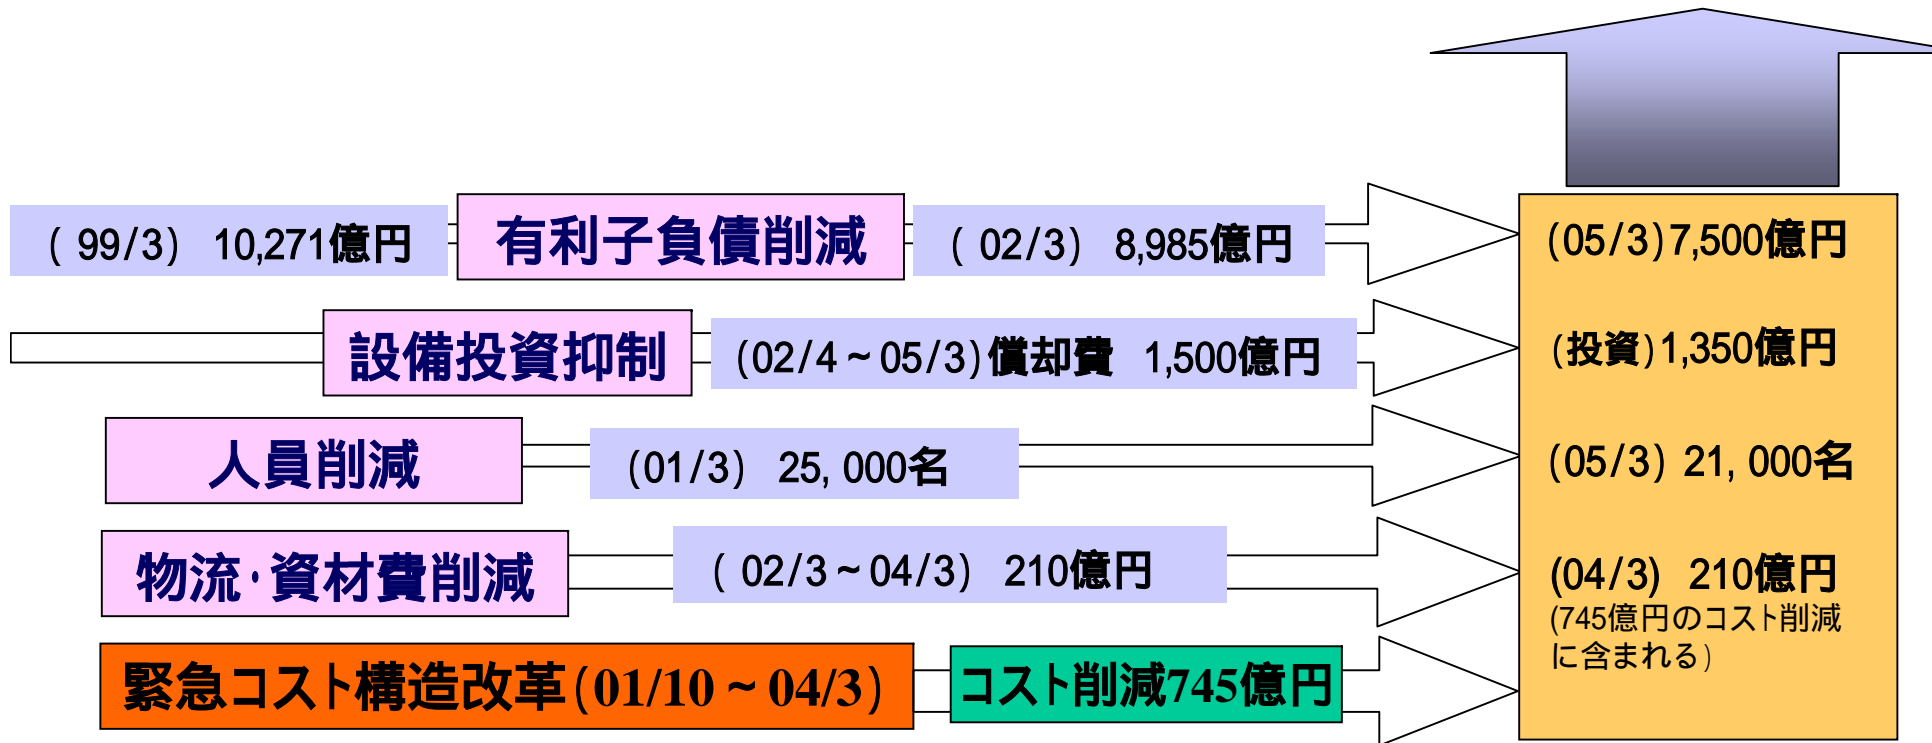 ( 99/3) 10,271億円 有利子負債削減 ( 02/3) 8,985億円 (05/3)7,500億円
設備投資抑制 (02/4～05/3)償却費 1,500億円 (投資)1,350億円
人員削減 (01/3) 25,000名 (05/3) 21,000名
物流･資材費削減 ( 02/3～04/3) 210億円 (04/3) 210億円
(745億円のコスト削減
に含まれる)
緊急コスト構造改革(01/10～04/3) コスト削減745億円